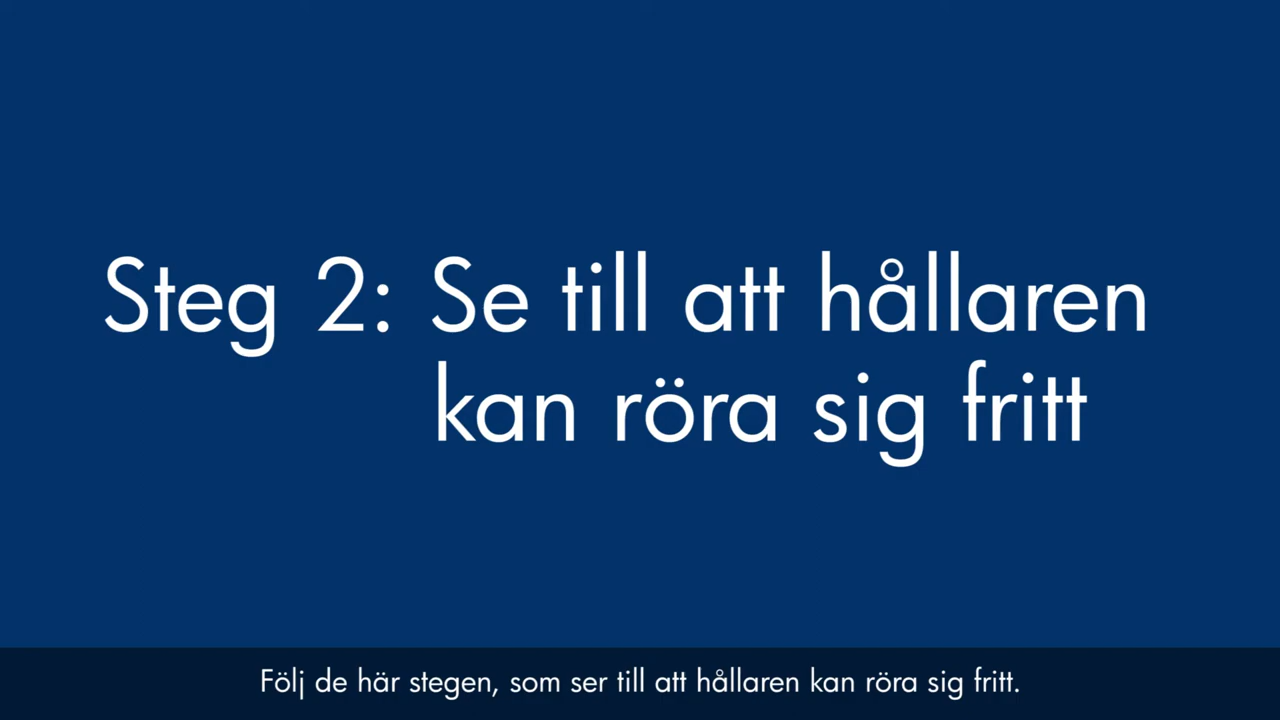 Steg 2: Se till att hållaren
kan röra sig fritt
Följ de här stegen, som ser till att hållaren kan röra sig fritt.